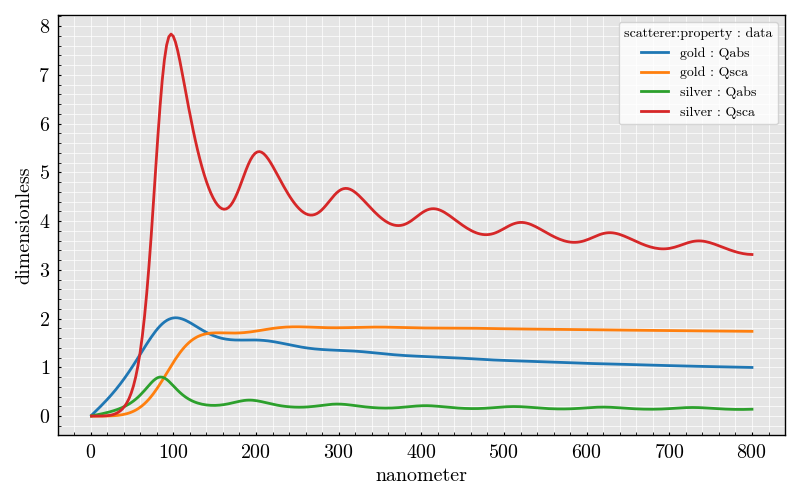 scatterer:property : data
gold : Qabs
gold : Qsca
silver : Qabs
silver : Qsca
8
7
6
5
4
3
2
1
0
dimensionless
0 100 200 300 400 500 600 700 800
nanometer